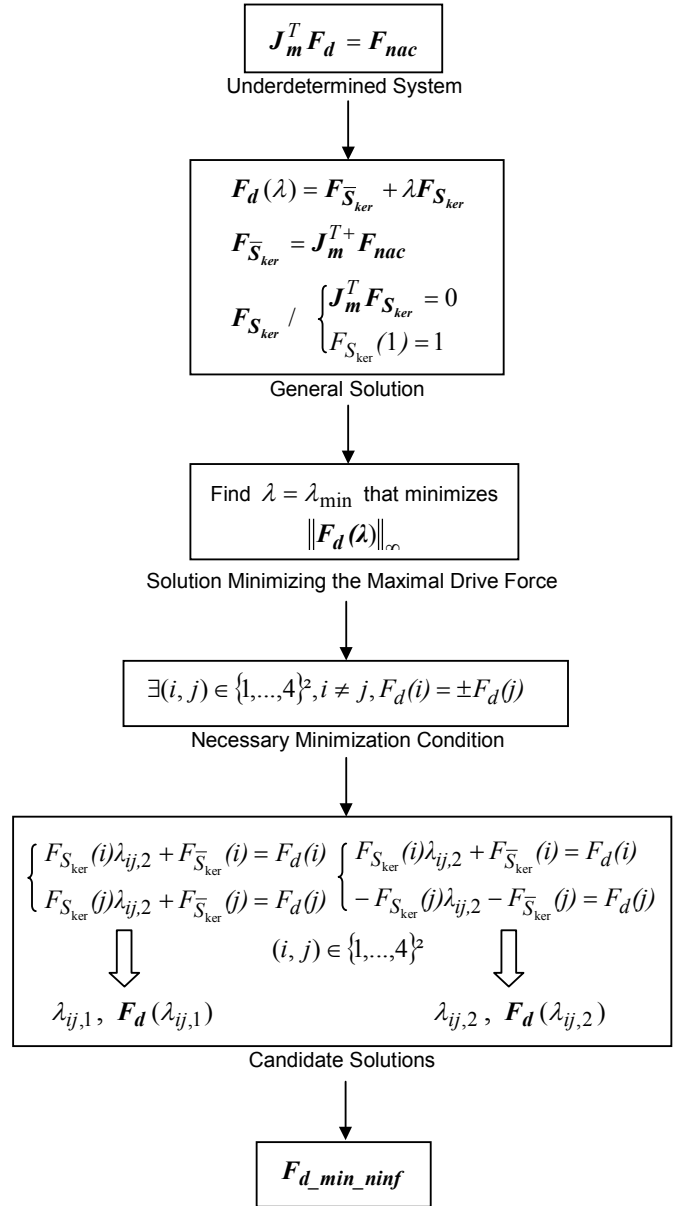 J_m^T F_d = F_nac
Underdetermined System
F_d(λ) = F_S̄ker + λF_Sker
F_S̄ker = J_m^T+ F_nac
F_Sker / { J_m^T F_Sker = 0
F_Sker(1) = 1
General Solution
Find λ = λ_min that minimizes
‖F_d(λ)‖_∞
Solution Minimizing the Maximal Drive Force
∃(i, j) ∈ {1,...,4}², i ≠ j, F_d(i) = ±F_d(j)
Necessary Minimization Condition
{ F_Sker(i)λ_ij,2 + F_S̄ker(i) = F_d(i) { F_Sker(i)λ_ij,2 + F_S̄ker(i) = F_d(i)
F_Sker(j)λ_ij,2 + F_S̄ker(j) = F_d(j) − F_Sker(j)λ_ij,2 − F_S̄ker(j) = F_d(j)
(i, j) ∈ {1,...,4}²
λ_ij,1 , F_d(λ_ij,1) λ_ij,2 , F_d(λ_ij,2)
Candidate Solutions
F_d_min_ninf